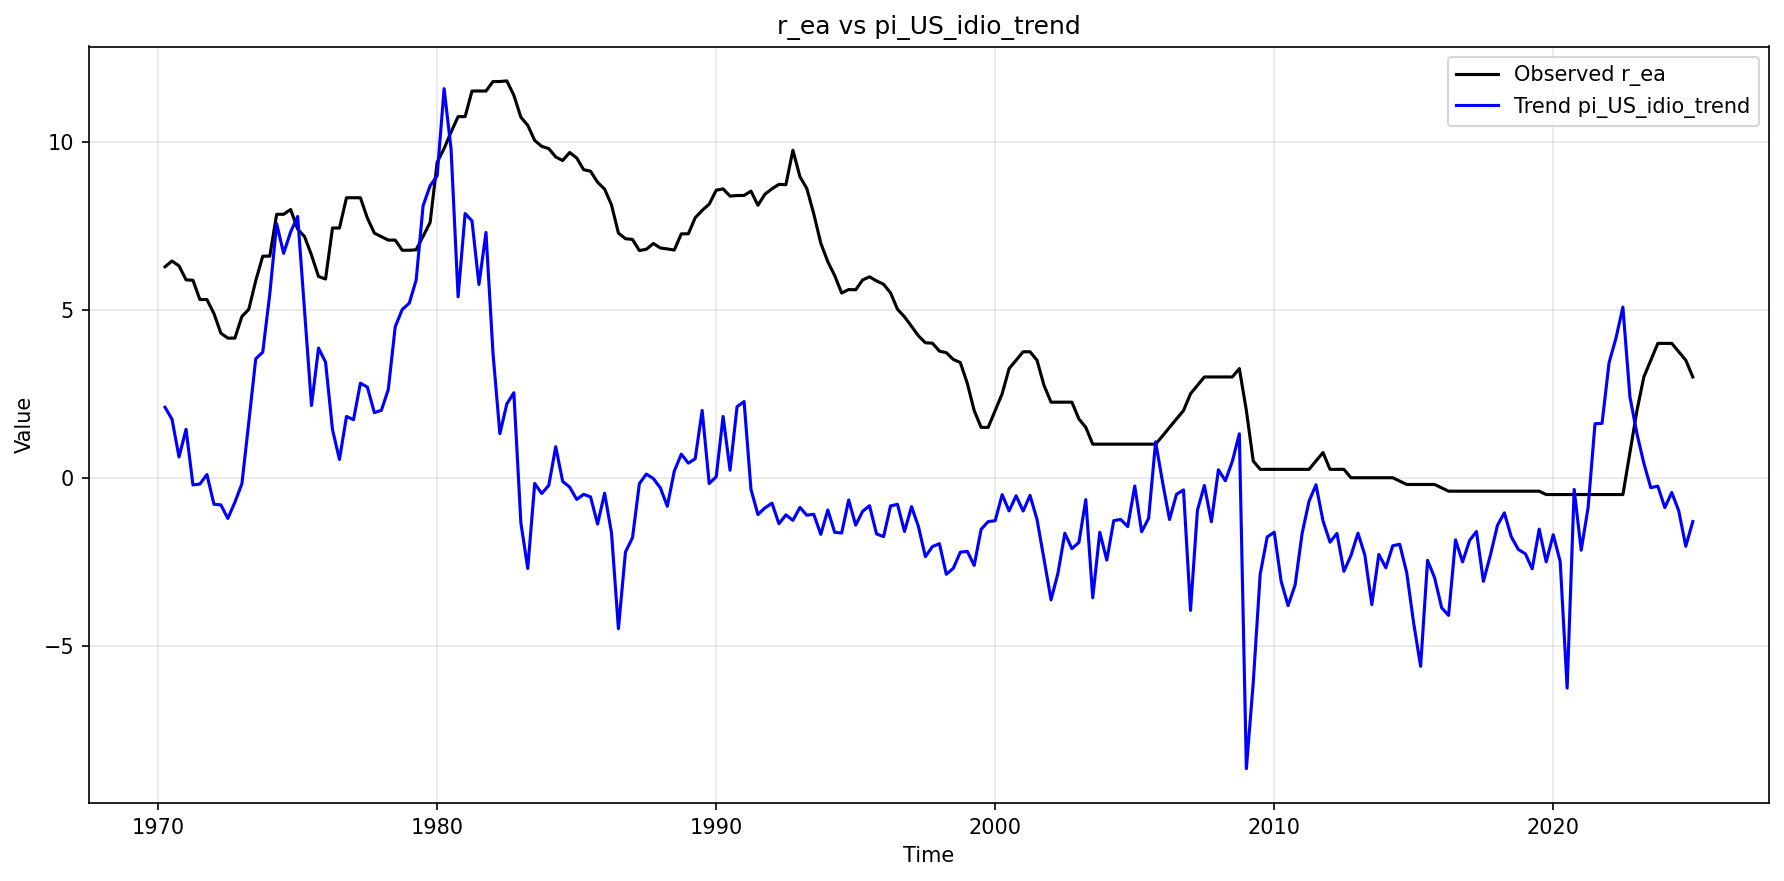 r_ea vs pi_US_idio_trend
Observed r_ea
Trend pi_US_idio_trend
Value
10
5
0
−5
1970
1980
1990
2000
2010
2020
Time